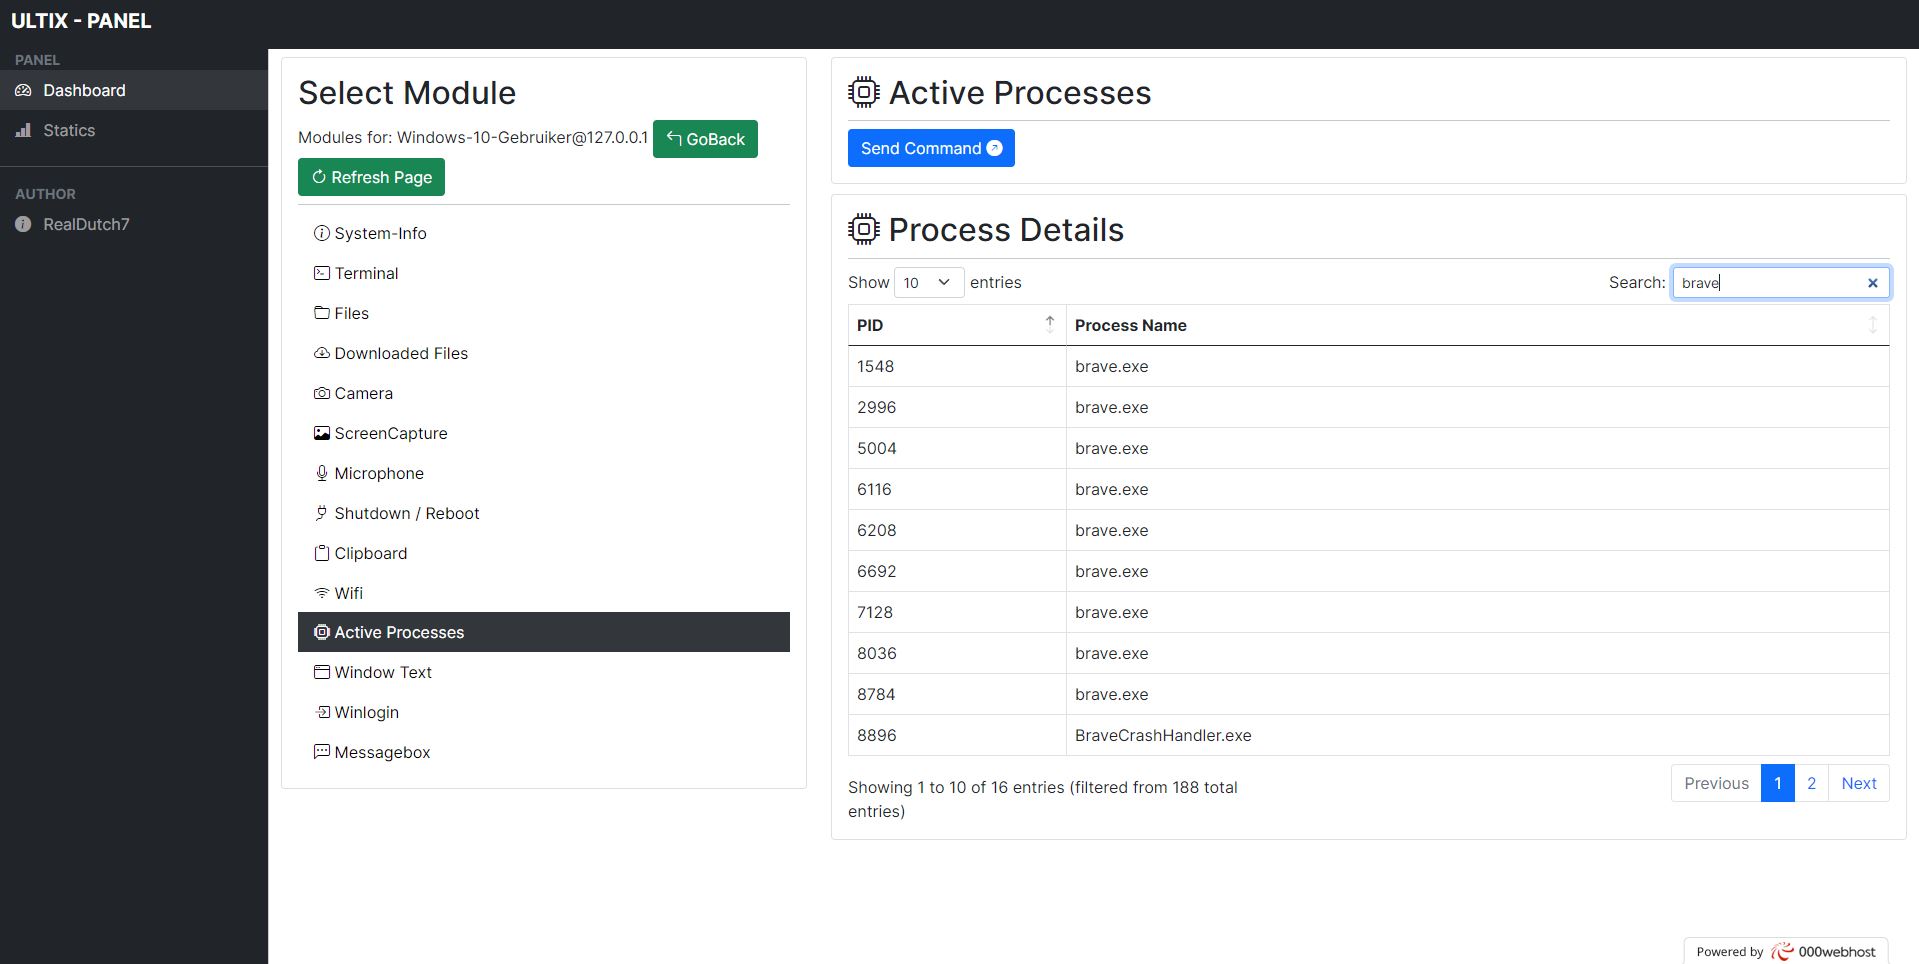 ULTIX - PANEL
PANEL
Dashboard
Statics
AUTHOR
RealDutch7
Select Module
Modules for: Windows-10-Gebruiker@127.0.0.1 GoBack
Refresh Page
System-Info
Terminal
Files
Downloaded Files
Camera
ScreenCapture
Microphone
Shutdown / Reboot
Clipboard
Wifi
Active Processes
Window Text
Winlogin
Messagebox
Active Processes
Send Command
Process Details
Show 10 entries Search: brave
PID Process Name
1548 brave.exe
2996 brave.exe
5004 brave.exe
6116 brave.exe
6208 brave.exe
6692 brave.exe
7128 brave.exe
8036 brave.exe
8784 brave.exe
8896 BraveCrashHandler.exe
Showing 1 to 10 of 16 entries (filtered from 188 total
entries)
Previous 1 2 Next
Powered by 000webhost